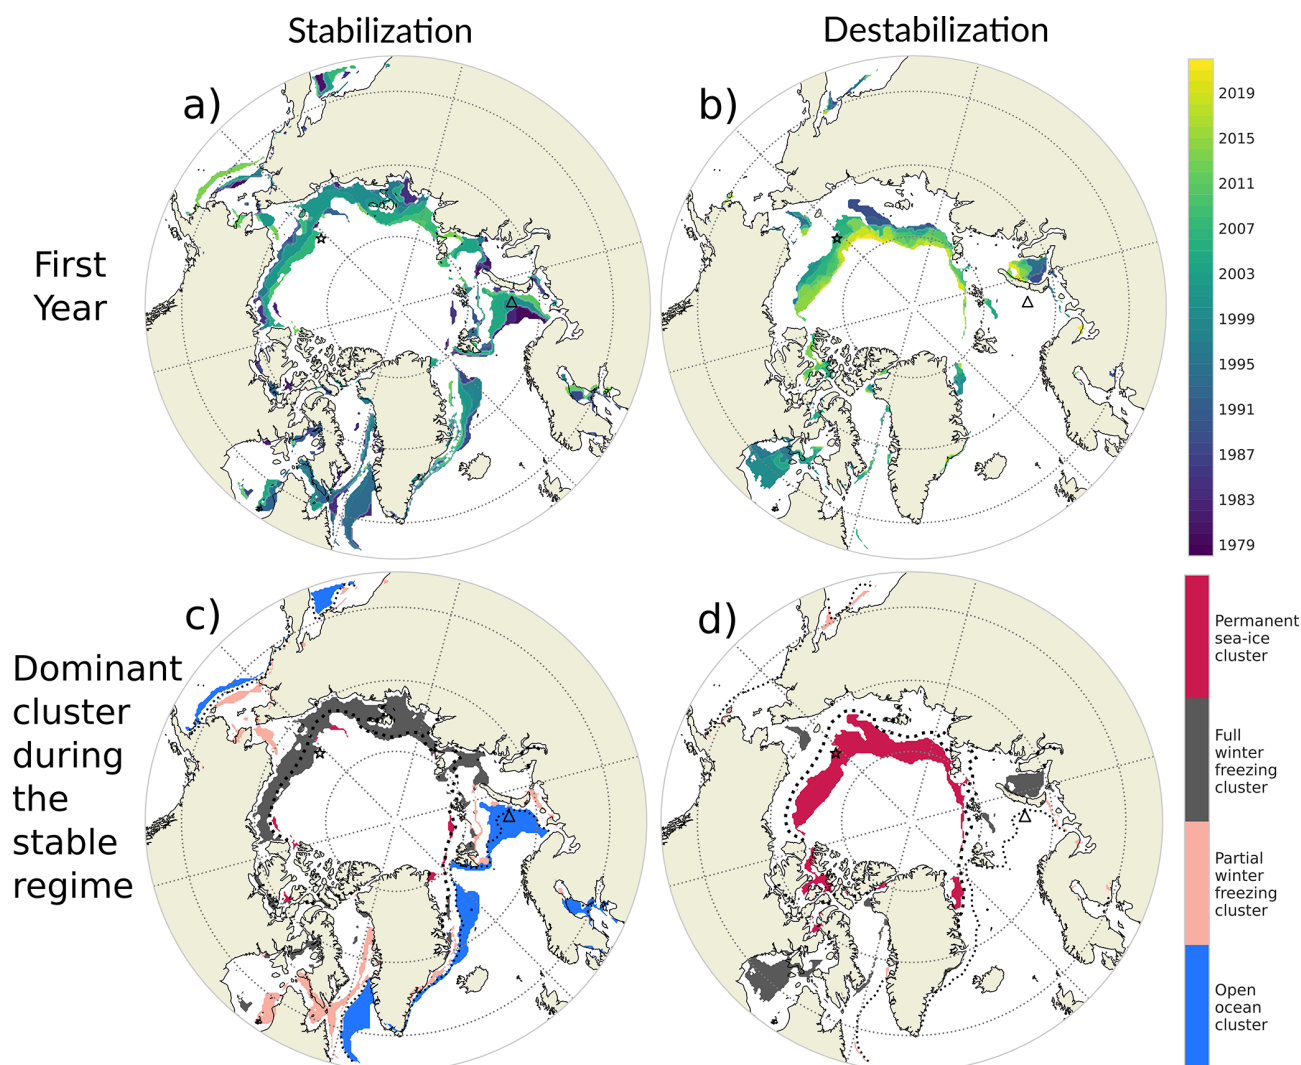 Stabilization
Destabilization
a)
b)
First
Year
2019
2015
2011
2007
2003
1999
1995
1991
1987
1983
1979
c)
d)
Dominant
cluster
during
the
stable
regime
Permanent
sea-ice
cluster
Full
winter
freezing
cluster
Partial
winter
freezing
cluster
Open
ocean
cluster